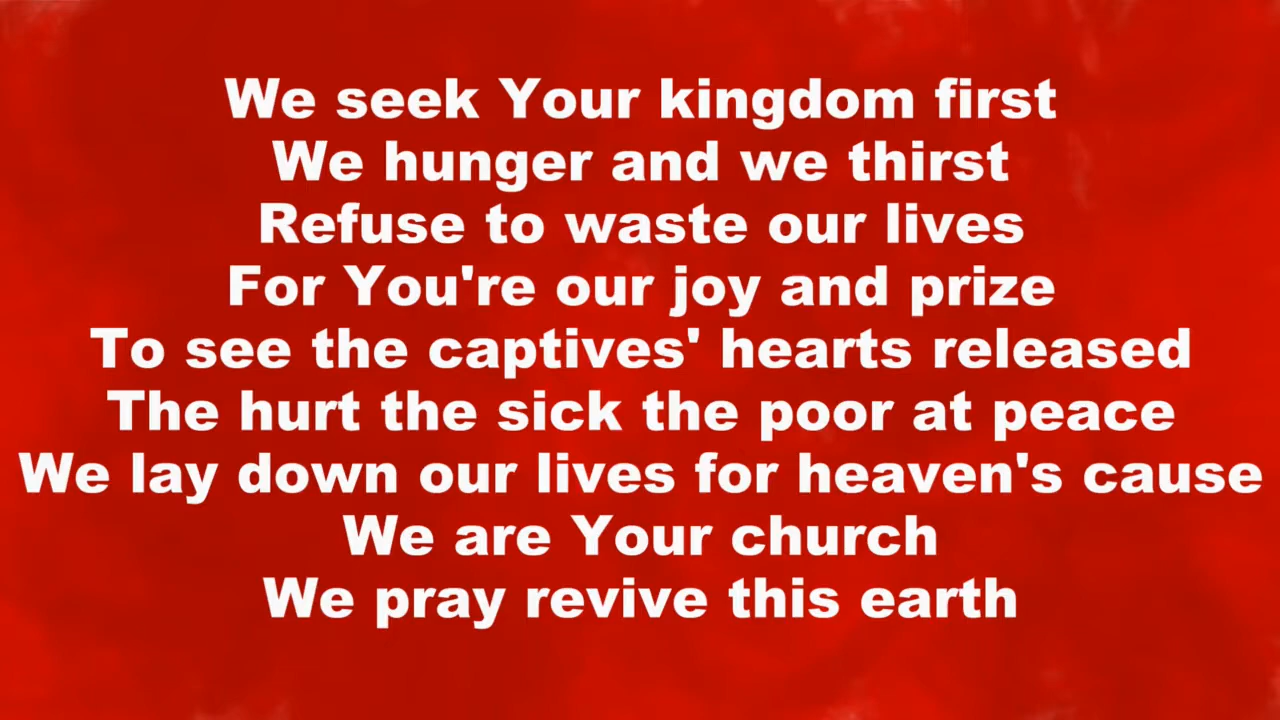 We seek Your kingdom first
We hunger and we thirst
Refuse to waste our lives
For You're our joy and prize
To see the captives' hearts released
The hurt the sick the poor at peace
We lay down our lives for heaven's cause
We are Your church
We pray revive this earth